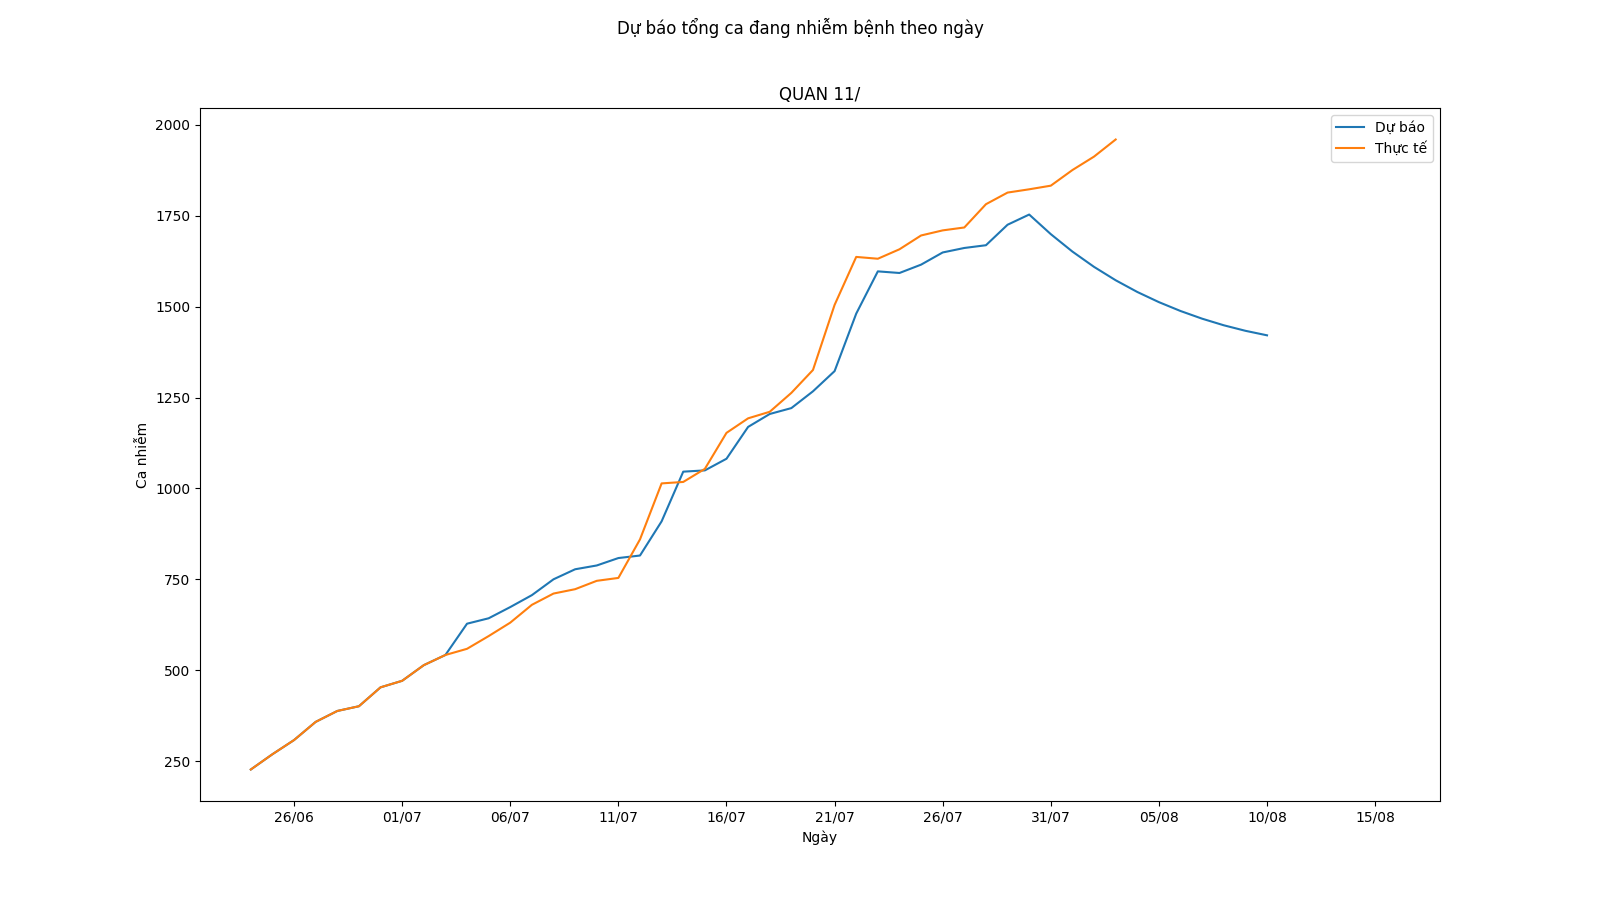 Dự báo tổng ca đang nhiễm bệnh theo ngày
QUAN 11/
Dự báo
Thực tế
2000
1750
1500
1250
1000
750
500
250
Ca nhiễm
26/06 01/07 06/07 11/07 16/07 21/07 26/07 31/07 05/08 10/08 15/08
Ngày